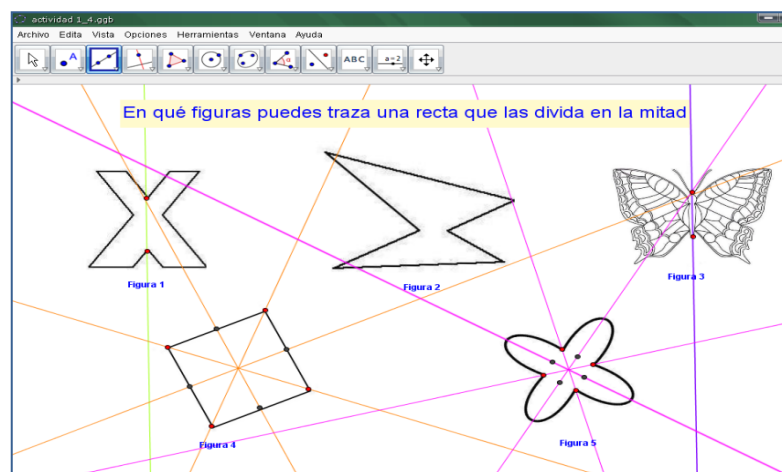 actividad 1_4.ggb
Archivo Edita Vista Opciones Herramientas Ventana Ayuda
A
α
ABC
a=2
En qué figuras puedes traza una recta que las divida en la mitad
Figura 1
Figura 2
Figura 3
Figura 4
Figura 5